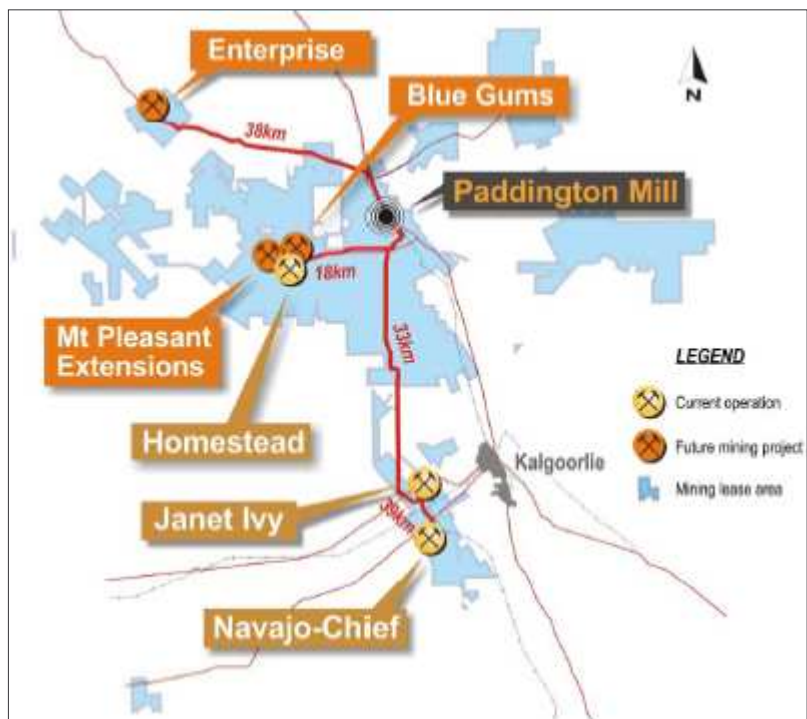 Enterprise
Blue Gums
N
38km
Paddington Mill
18km
Mt Pleasant
Extensions
33km
LEGEND
Current operation
Homestead
Future mining project
Kalgoorlie
Mining lease area
Janet Ivy
39km
Navajo-Chief